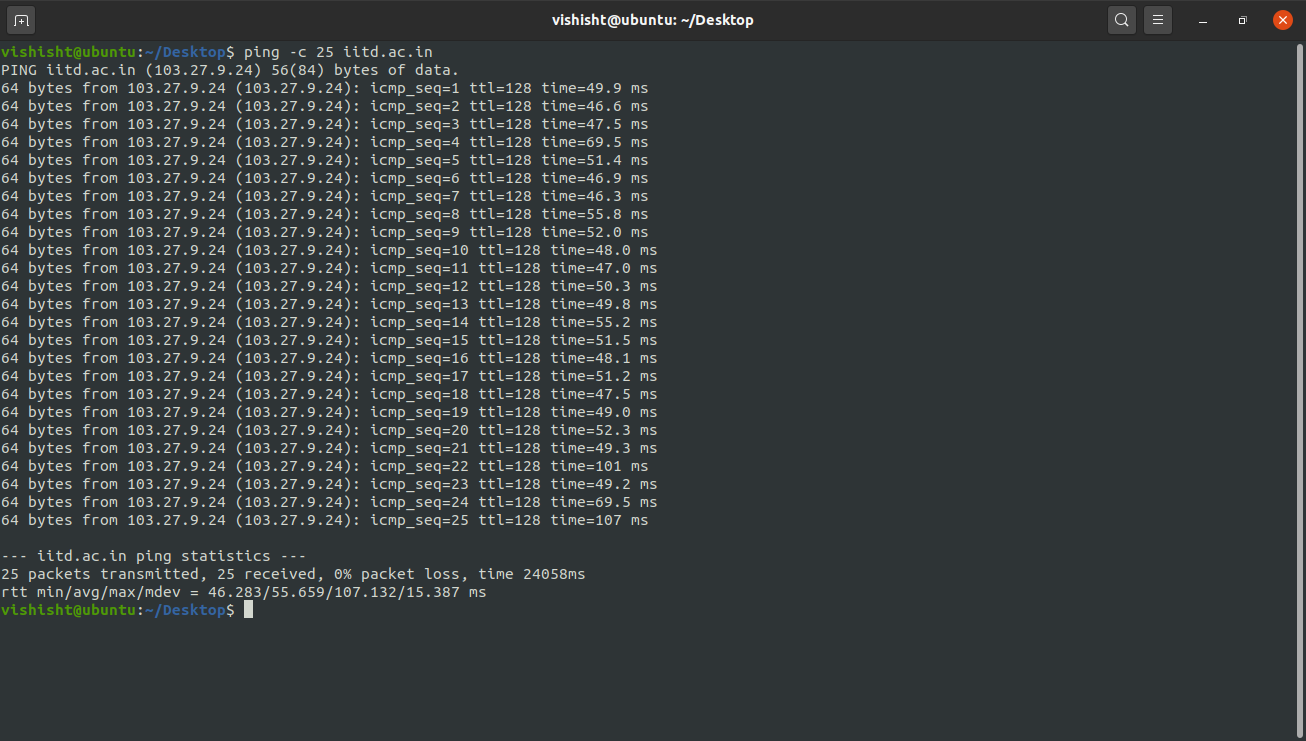 vishisht@ubuntu: ~/Desktop
vishisht@ubuntu:~/Desktop$ ping -c 25 iitd.ac.in
PING iitd.ac.in (103.27.9.24) 56(84) bytes of data.
64 bytes from 103.27.9.24 (103.27.9.24): icmp_seq=1 ttl=128 time=49.9 ms
64 bytes from 103.27.9.24 (103.27.9.24): icmp_seq=2 ttl=128 time=46.6 ms
64 bytes from 103.27.9.24 (103.27.9.24): icmp_seq=3 ttl=128 time=47.5 ms
64 bytes from 103.27.9.24 (103.27.9.24): icmp_seq=4 ttl=128 time=69.5 ms
64 bytes from 103.27.9.24 (103.27.9.24): icmp_seq=5 ttl=128 time=51.4 ms
64 bytes from 103.27.9.24 (103.27.9.24): icmp_seq=6 ttl=128 time=46.9 ms
64 bytes from 103.27.9.24 (103.27.9.24): icmp_seq=7 ttl=128 time=46.3 ms
64 bytes from 103.27.9.24 (103.27.9.24): icmp_seq=8 ttl=128 time=55.8 ms
64 bytes from 103.27.9.24 (103.27.9.24): icmp_seq=9 ttl=128 time=52.0 ms
64 bytes from 103.27.9.24 (103.27.9.24): icmp_seq=10 ttl=128 time=48.0 ms
64 bytes from 103.27.9.24 (103.27.9.24): icmp_seq=11 ttl=128 time=47.0 ms
64 bytes from 103.27.9.24 (103.27.9.24): icmp_seq=12 ttl=128 time=50.3 ms
64 bytes from 103.27.9.24 (103.27.9.24): icmp_seq=13 ttl=128 time=49.8 ms
64 bytes from 103.27.9.24 (103.27.9.24): icmp_seq=14 ttl=128 time=55.2 ms
64 bytes from 103.27.9.24 (103.27.9.24): icmp_seq=15 ttl=128 time=51.5 ms
64 bytes from 103.27.9.24 (103.27.9.24): icmp_seq=16 ttl=128 time=48.1 ms
64 bytes from 103.27.9.24 (103.27.9.24): icmp_seq=17 ttl=128 time=51.2 ms
64 bytes from 103.27.9.24 (103.27.9.24): icmp_seq=18 ttl=128 time=47.5 ms
64 bytes from 103.27.9.24 (103.27.9.24): icmp_seq=19 ttl=128 time=49.0 ms
64 bytes from 103.27.9.24 (103.27.9.24): icmp_seq=20 ttl=128 time=52.3 ms
64 bytes from 103.27.9.24 (103.27.9.24): icmp_seq=21 ttl=128 time=49.3 ms
64 bytes from 103.27.9.24 (103.27.9.24): icmp_seq=22 ttl=128 time=101 ms
64 bytes from 103.27.9.24 (103.27.9.24): icmp_seq=23 ttl=128 time=49.2 ms
64 bytes from 103.27.9.24 (103.27.9.24): icmp_seq=24 ttl=128 time=69.5 ms
64 bytes from 103.27.9.24 (103.27.9.24): icmp_seq=25 ttl=128 time=107 ms
--- iitd.ac.in ping statistics ---
25 packets transmitted, 25 received, 0% packet loss, time 24058ms
rtt min/avg/max/mdev = 46.283/55.659/107.132/15.387 ms
vishisht@ubuntu:~/Desktop$